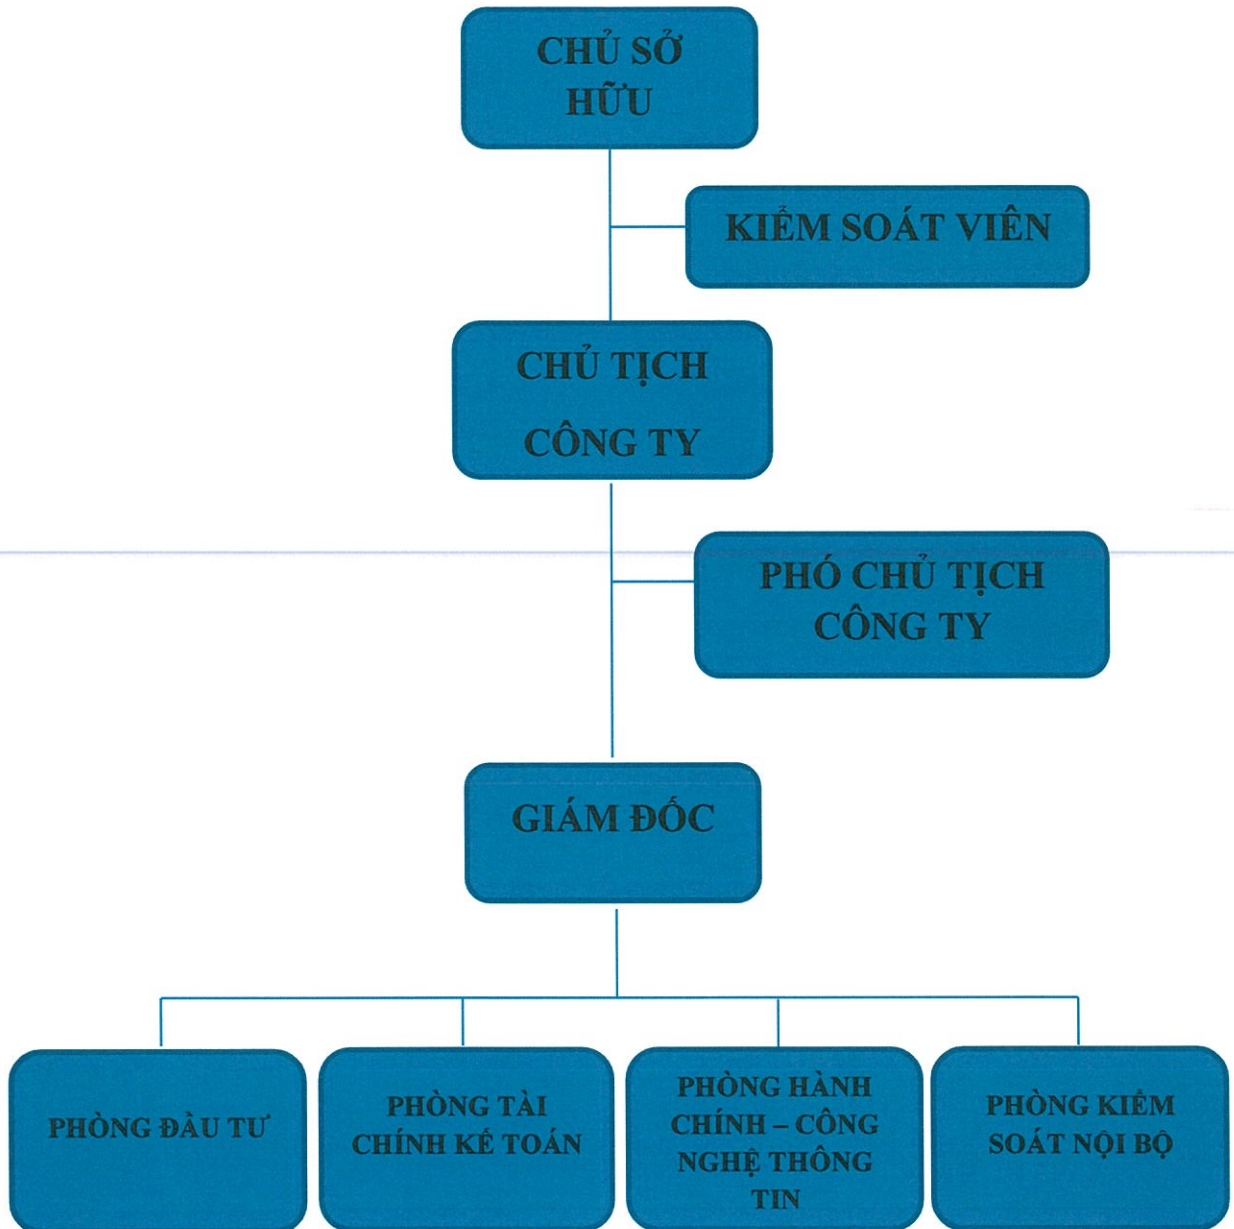 CHỦ SỞ
HỮU
KIỂM SOÁT VIÊN
CHỦ TỊCH
CÔNG TY
PHÓ CHỦ TỊCH
CÔNG TY
GIÁM ĐỐC
PHÒNG ĐẦU TƯ
PHÒNG TÀI
CHÍNH KẾ TOÁN
PHÒNG HÀNH
CHÍNH – CÔNG
NGHỆ THÔNG
TIN
PHÒNG KIỂM
SOÁT NỘI BỘ